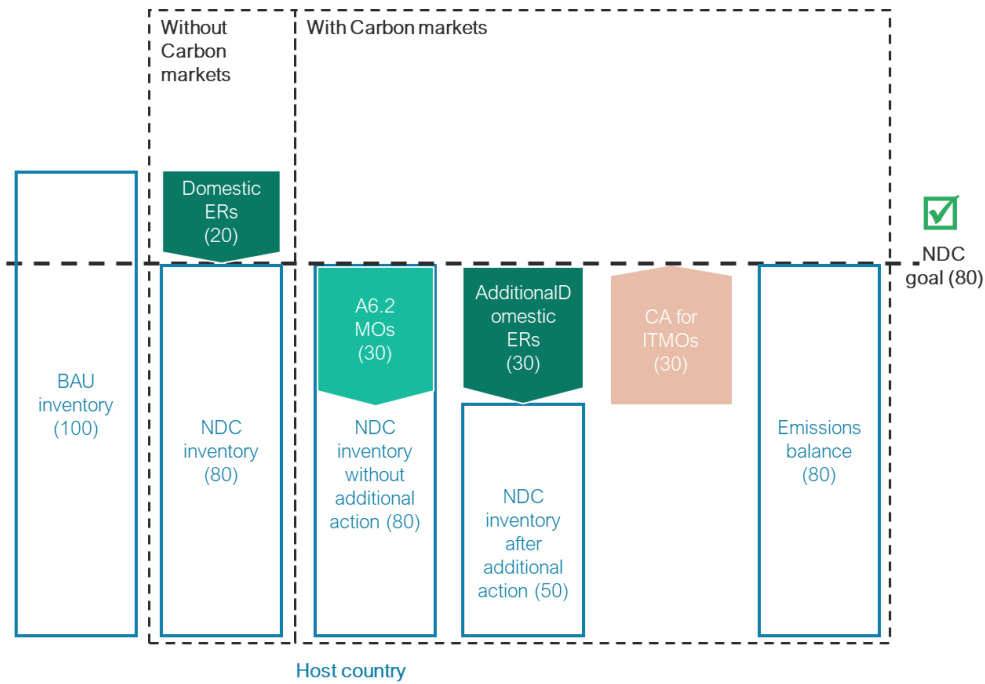 Without
Carbon
markets
With Carbon markets
Domestic
ERs
(20)
NDC
goal (80)
A6.2
MOs
(30)
AdditionalD
omestic
ERs
(30)
CA for
ITMOs
(30)
BAU
inventory
(100)
NDC
inventory
(80)
NDC
inventory
without
additional
action (80)
NDC
inventory
after
additional
action (50)
Emissions
balance
(80)
Host country